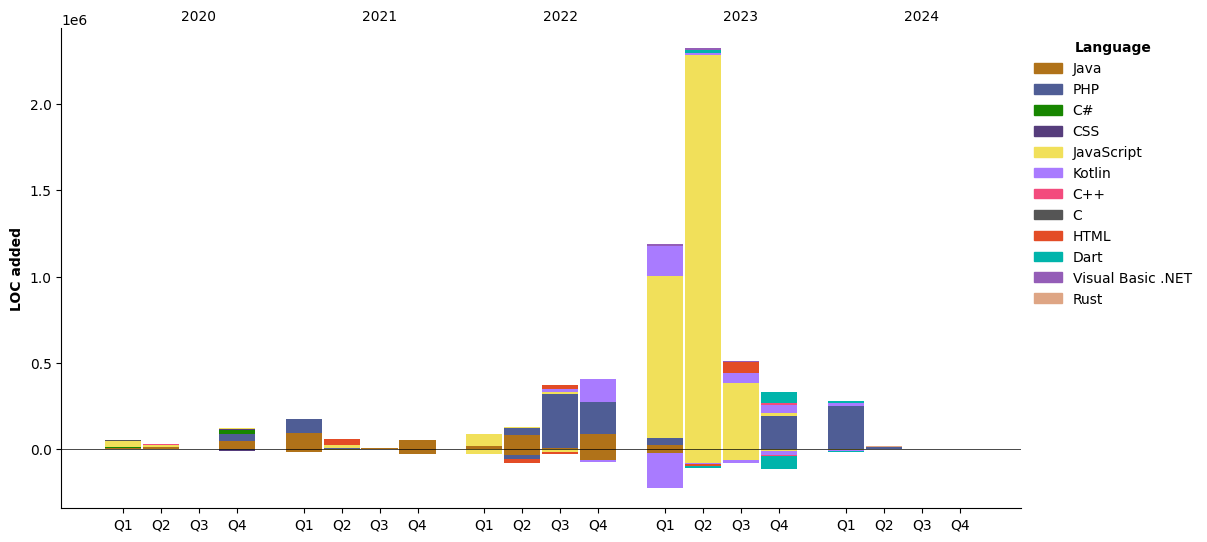 1e6
2020 2021 2022 2023 2024
LOC added
2.0
1.5
1.0
0.5
0.0
Q1 Q2 Q3 Q4 Q1 Q2 Q3 Q4 Q1 Q2 Q3 Q4 Q1 Q2 Q3 Q4 Q1 Q2 Q3 Q4
Language
Java
PHP
C#
CSS
JavaScript
Kotlin
C++
C
HTML
Dart
Visual Basic .NET
Rust